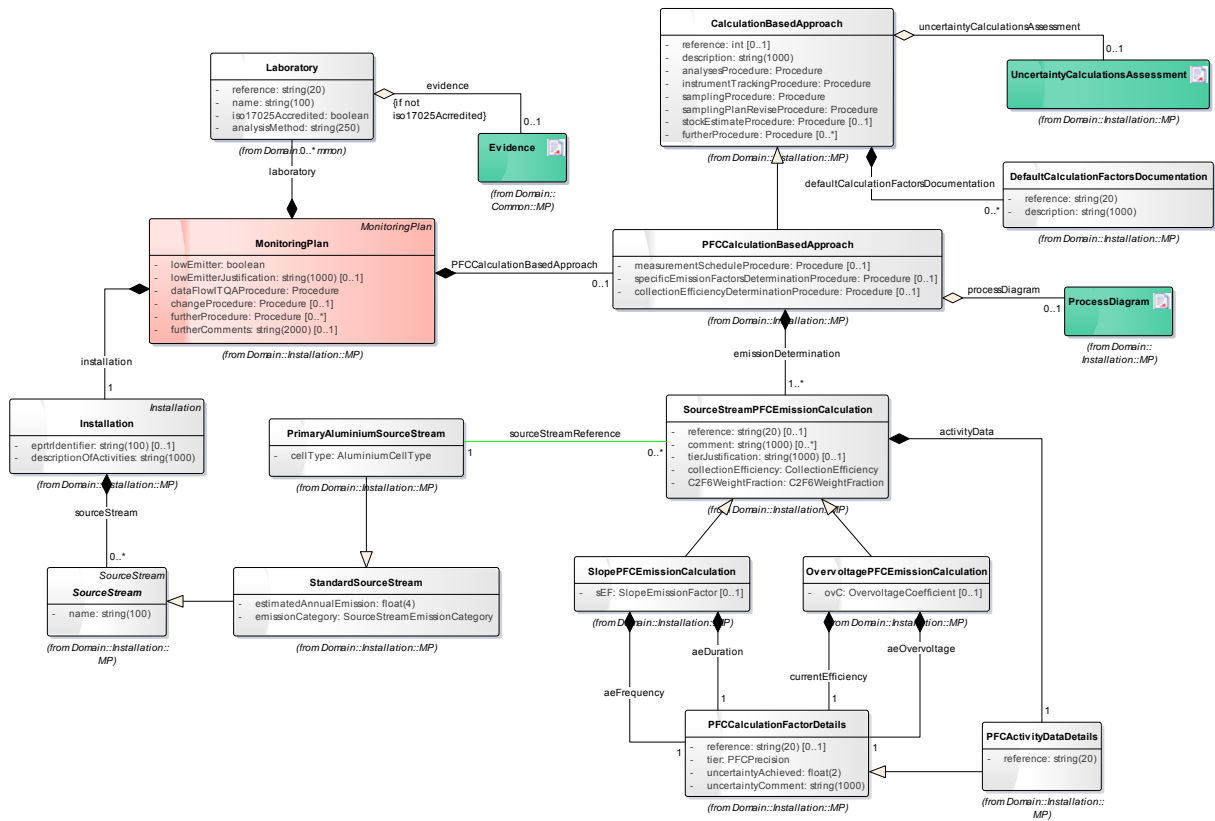 CalculationBasedApproach
- reference: int [0..1]
- description: string(1000)
- analysesProcedure: Procedure
- instrumentTrackingProcedure: Procedure
- samplingProcedure: Procedure
- samplingPlanReviseProcedure: Procedure
- stockEstimateProcedure: Procedure [0..1]
- furtherProcedure: Procedure [0..*]
(from Domain::Installation::MP)
uncertaintyCalculationsAssessment
0..1
UncertaintyCalculationsAssessment
(from Domain::Installation::MP)
Laboratory
- reference: string(20)
- name: string(100)
- iso17025Accredited: boolean
- analysisMethod: string(250)
(from Domain:0..* mmon)
laboratory
evidence
{if not
iso17025Accredited}
0..1
Evidence
(from Domain::
Common::MP)
defaultCalculationFactorsDocumentation
0..*
DefaultCalculationFactorsDocumentation
- reference: string(20)
- description: string(1000)
(from Domain::Installation::MP)
MonitoringPlan
MonitoringPlan
- lowEmitter: boolean
- lowEmitterJustification: string(1000) [0..1]
- dataFlowITQAProcedure: Procedure
- changeProcedure: Procedure [0..1]
- furtherProcedure: Procedure [0..*]
- furtherComments: string(2000) [0..1]
(from Domain::Installation::MP)
PFCCalculationBasedApproach
0..1
PFCCalculationBasedApproach
- measurementScheduleProcedure: Procedure [0..1]
- specificEmissionFactorsDeterminationProcedure: Procedure [0..1]
- collectionEfficiencyDeterminationProcedure: Procedure [0..1]
(from Domain::Installation::MP)
processDiagram
0..1
ProcessDiagram
(from Domain::
Installation::MP)
installation
1
emissionDetermination
1..*
Installation
Installation
- eprtrIdentifier: string(100) [0..1]
- descriptionOfActivities: string(1000)
(from Domain::Installation::MP)
PrimaryAluminiumSourceStream
- cellType: AluminiumCellType
(from Domain::Installation::MP)
sourceStreamReference
1
0..*
SourceStreamPFCEmissionCalculation
- reference: string(20) [0..1]
- comment: string(1000) [0..*]
- tierJustification: string(1000) [0..1]
- collectionEfficiency: CollectionEfficiency
- C2F6WeightFraction: C2F6WeightFraction
(from Domain::Installation::MP)
activityData
1
sourceStream
0..*
SourceStream
SourceStream
- name: string(100)
(from Domain::Installation::
MP)
StandardSourceStream
- estimatedAnnualEmission: float(4)
- emissionCategory: SourceStreamEmissionCategory
(from Domain::Installation::MP)
SlopePFCEmissionCalculation
- sEF: SlopeEmissionFactor [0..1]
(from Domain::Installation::MP)
OvervoltagePFCEmissionCalculation
- ovC: OvervoltageCoefficient [0..1]
(from Domain::Installation::MP)
aeDuration
1
aeOvervoltage
1
currentEfficiency
1
aeFrequency
1
PFCCalculationFactorDetails
- reference: string(20) [0..1]
- tier: PFCPrecision
- uncertaintyAchieved: float(2)
- uncertaintyComment: string(1000)
(from Domain::Installation::MP)
PFCActivityDataDetails
- reference: string(20)
(from Domain::Installation::
MP)